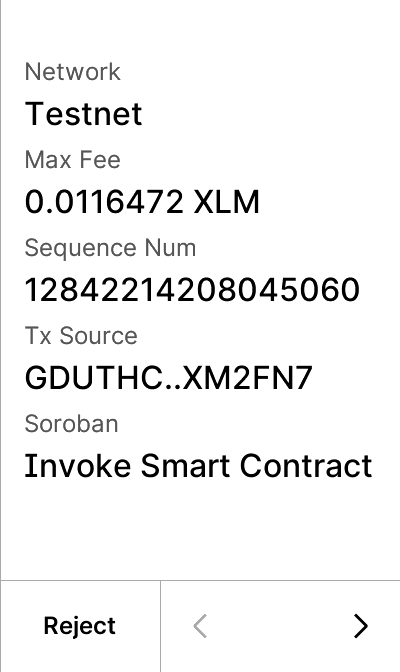 Network
Testnet
Max Fee
0.0116472 XLM
Sequence Num
12842214208045060
Tx Source
GDUTHC..XM2FN7
Soroban
Invoke Smart Contract
Reject